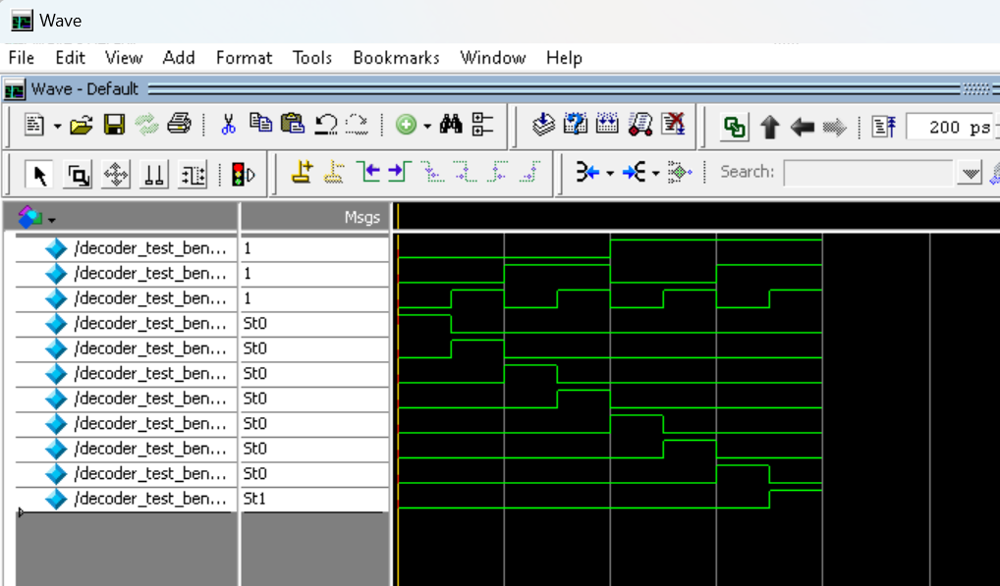 Wave
File Edit View Add Format Tools Bookmarks Window Help
Wave - Default
200 ps
Search:
Msgs
/decoder_test_ben... 1
/decoder_test_ben... 1
/decoder_test_ben... 1
/decoder_test_ben... St0
/decoder_test_ben... St0
/decoder_test_ben... St0
/decoder_test_ben... St0
/decoder_test_ben... St0
/decoder_test_ben... St0
/decoder_test_ben... St0
/decoder_test_ben... St1